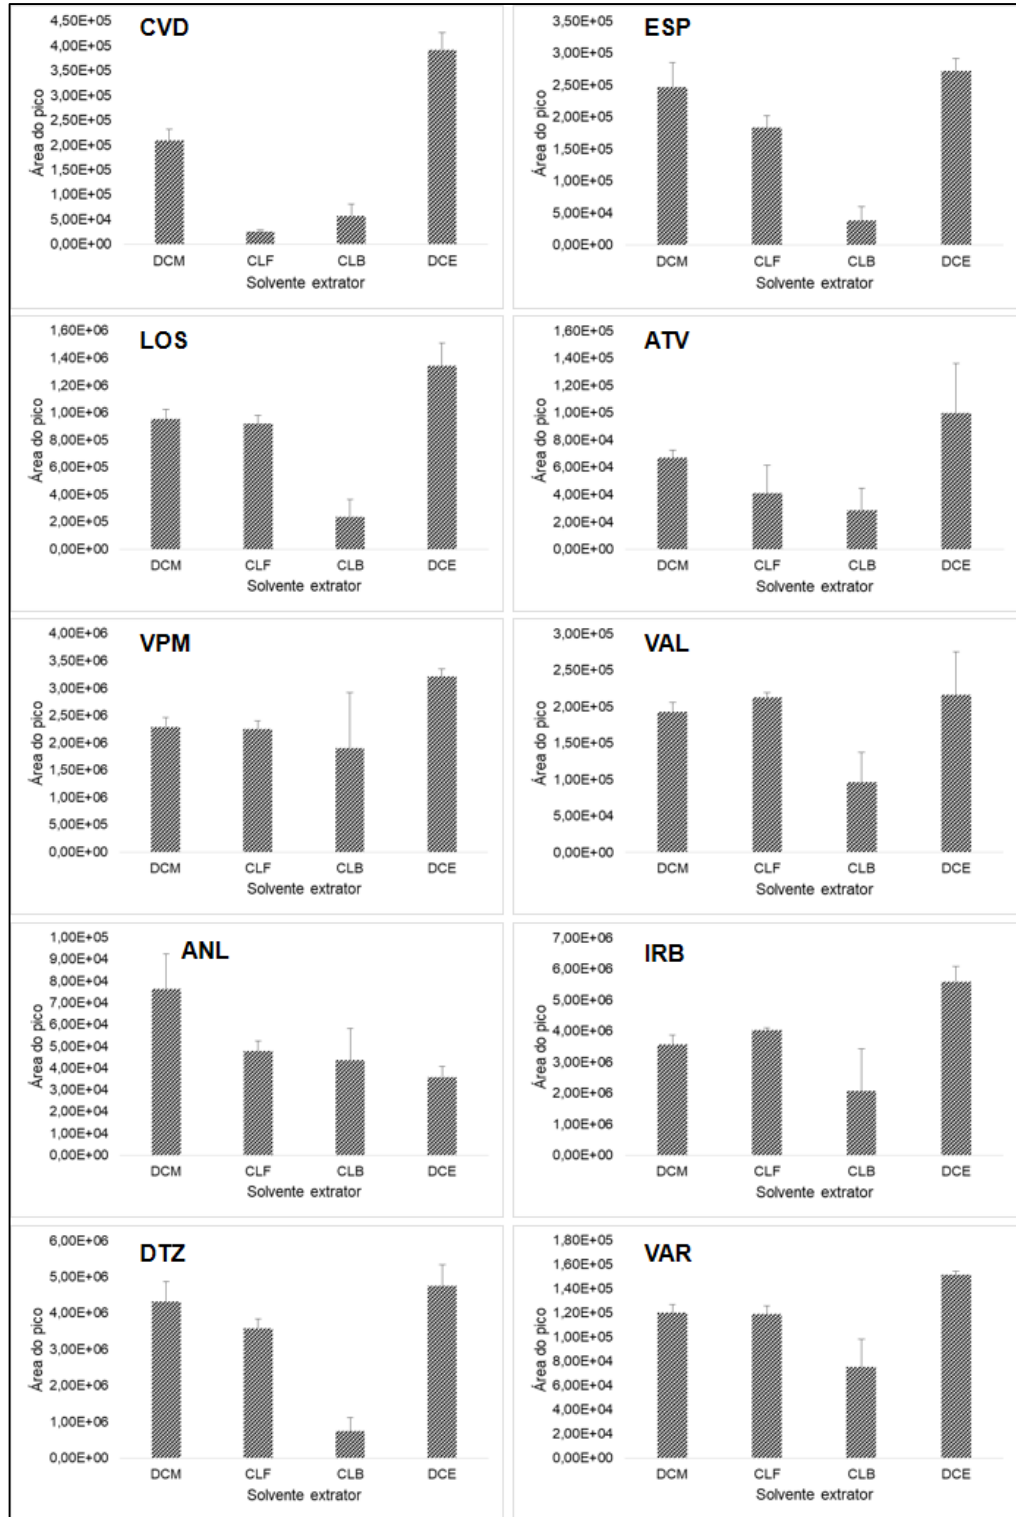 CVD
Área do pico
4,50E+05
4,00E+05
3,50E+05
3,00E+05
2,50E+05
2,00E+05
1,50E+05
1,00E+05
5,00E+04
0,00E+00
DCM CLF CLB DCE
Solvente extrator
ESP
Área do pico
3,50E+05
3,00E+05
2,50E+05
2,00E+05
1,50E+05
1,00E+05
5,00E+04
0,00E+00
DCM CLF CLB DCE
Solvente extrator
LOS
Área do pico
1,60E+06
1,40E+06
1,20E+06
1,00E+06
8,00E+05
6,00E+05
4,00E+05
2,00E+05
0,00E+00
DCM CLF CLB DCE
Solvente extrator
ATV
Área do pico
1,60E+05
1,40E+05
1,20E+05
1,00E+05
8,00E+04
6,00E+04
4,00E+04
2,00E+04
0,00E+00
DCM CLF CLB DCE
Solvente extrator
VPM
Área do pico
4,00E+06
3,50E+06
3,00E+06
2,50E+06
2,00E+06
1,50E+06
1,00E+06
5,00E+05
0,00E+00
DCM CLF CLB DCE
Solvente extrator
VAL
Área do pico
3,00E+05
2,50E+05
2,00E+05
1,50E+05
1,00E+05
5,00E+04
0,00E+00
DCM CLF CLB DCE
Solvente extrator
ANL
Área do pico
1,00E+05
9,00E+04
8,00E+04
7,00E+04
6,00E+04
5,00E+04
4,00E+04
3,00E+04
2,00E+04
1,00E+04
0,00E+00
DCM CLF CLB DCE
Solvente extrator
IRB
Área do pico
7,00E+06
6,00E+06
5,00E+06
4,00E+06
3,00E+06
2,00E+06
1,00E+06
0,00E+00
DCM CLF CLB DCE
Solvente extrator
DTZ
Área do pico
6,00E+06
5,00E+06
4,00E+06
3,00E+06
2,00E+06
1,00E+06
0,00E+00
DCM CLF CLB DCE
Solvente extrator
VAR
Área do pico
1,80E+05
1,60E+05
1,40E+05
1,20E+05
1,00E+05
8,00E+04
6,00E+04
4,00E+04
2,00E+04
0,00E+00
DCM CLF CLB DCE
Solvente extrator